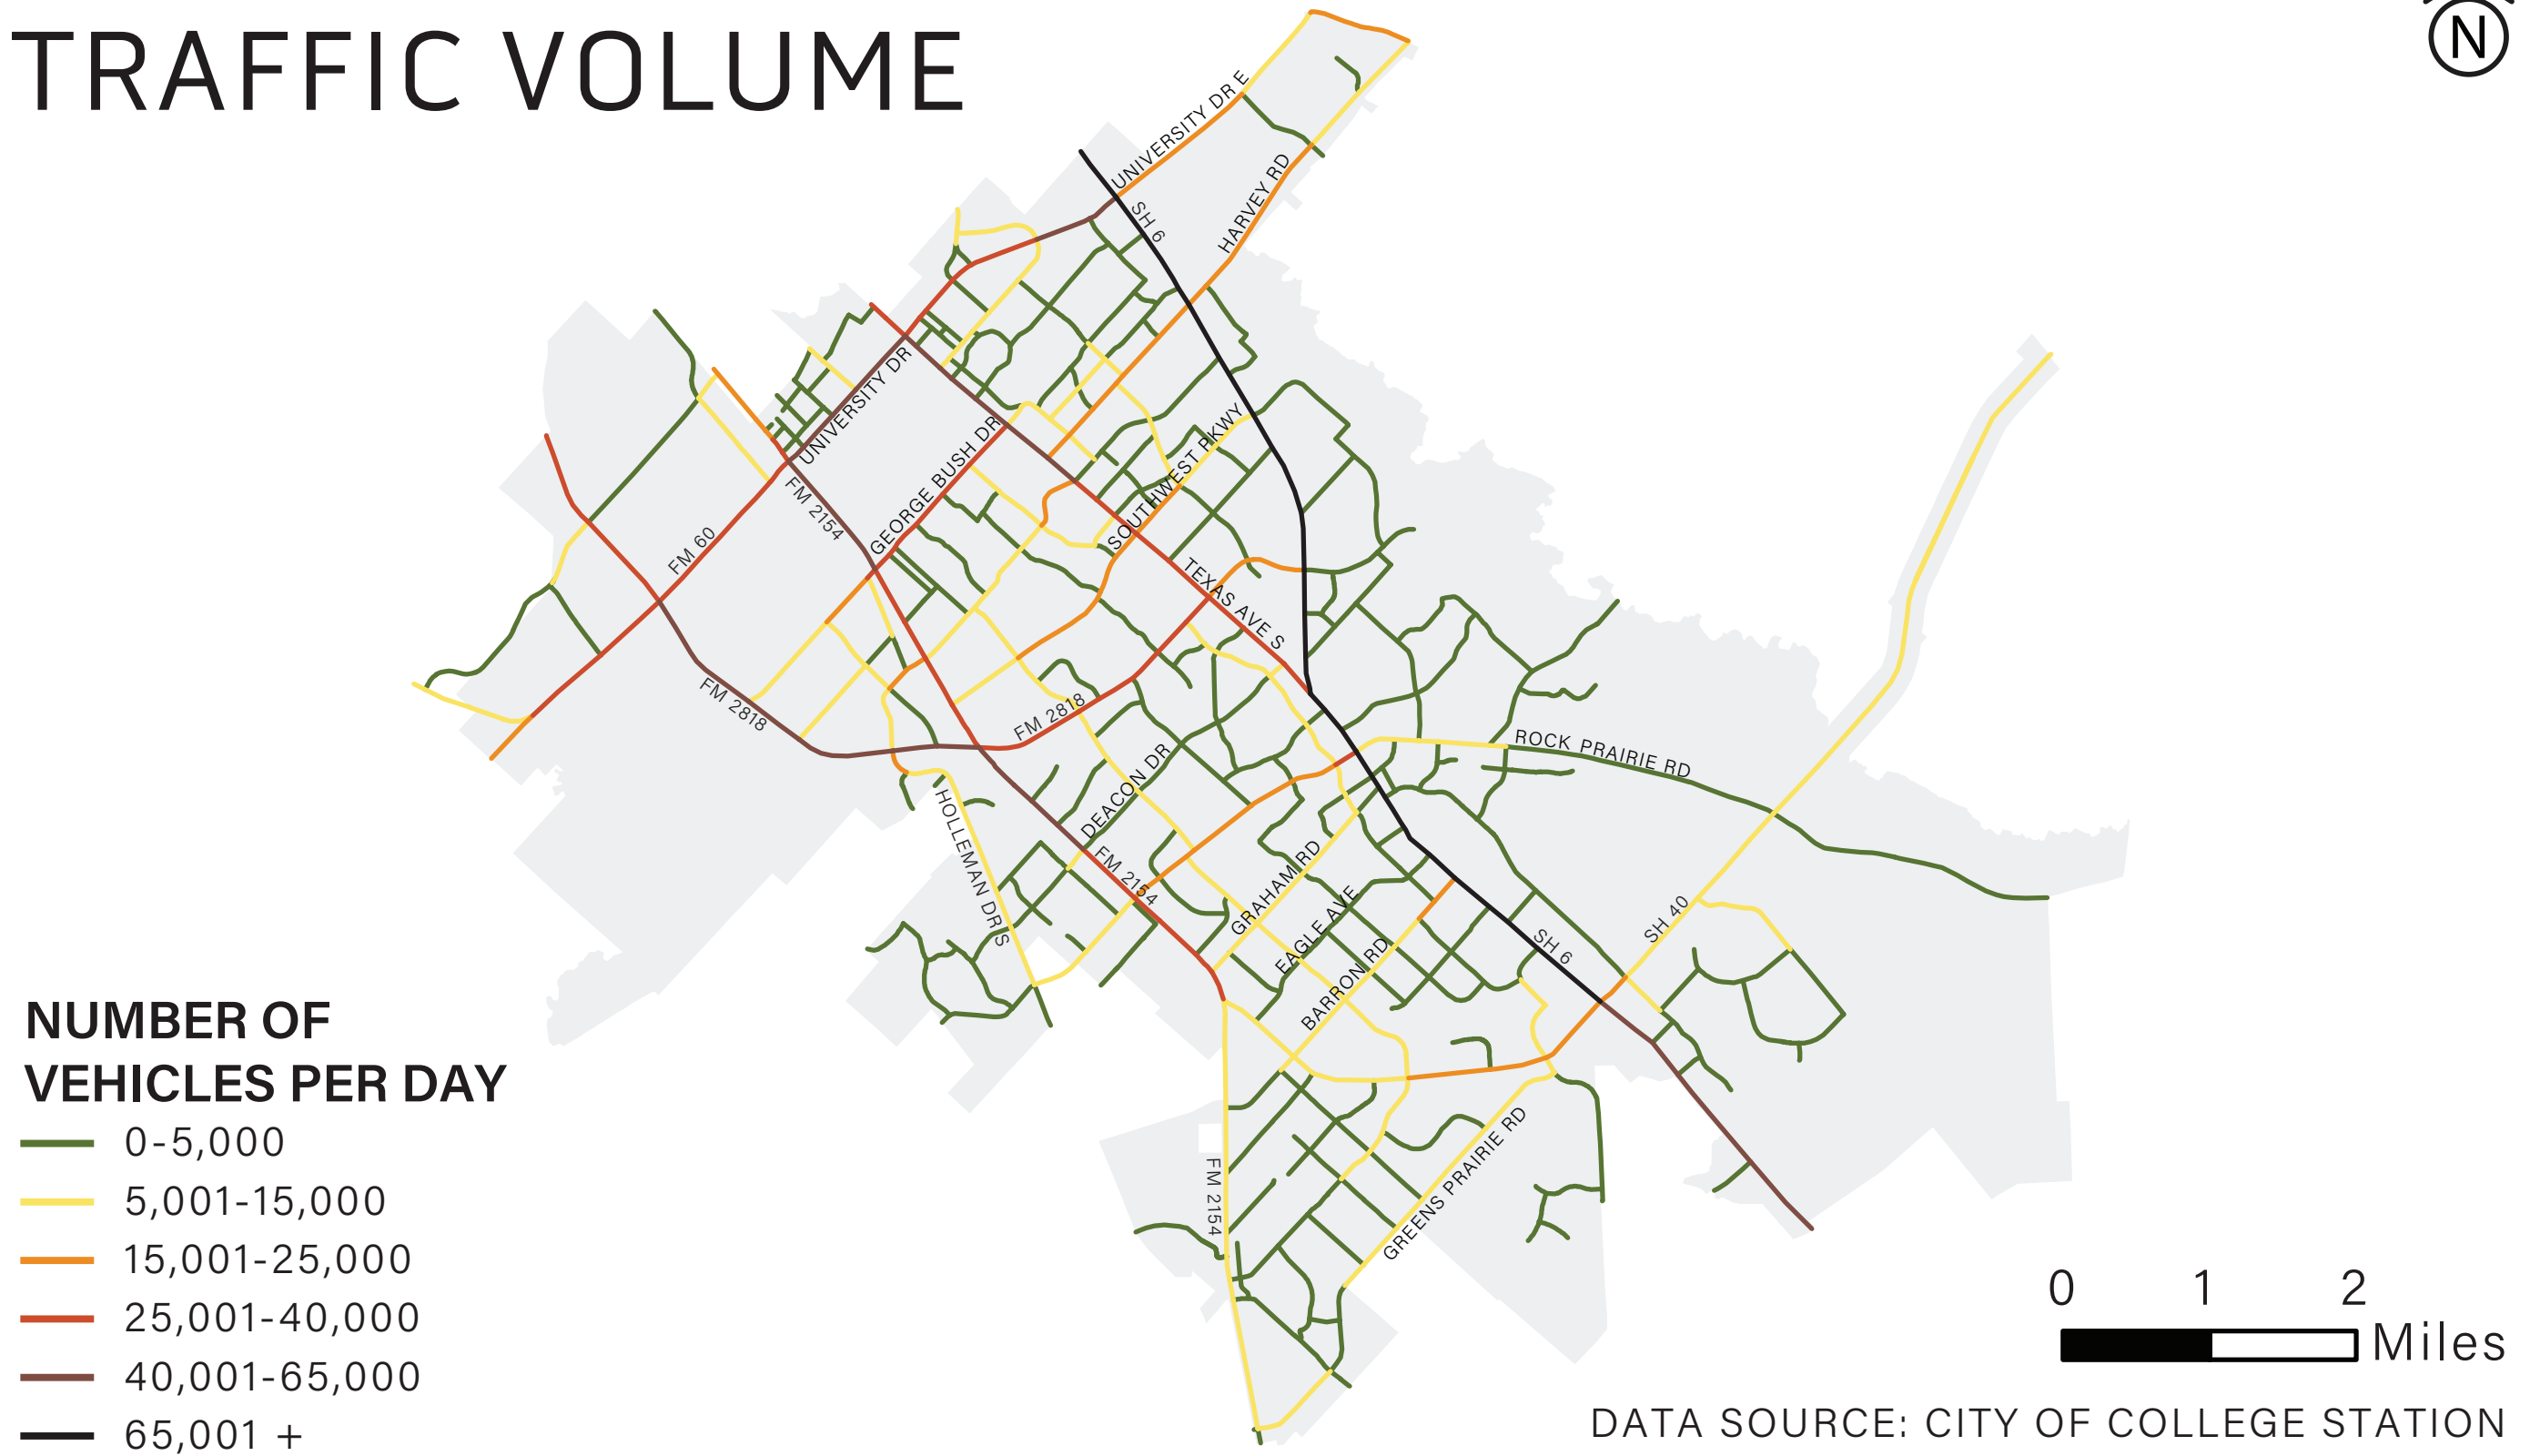 TRAFFIC VOLUME
N
UNIVERSITY DR E
SH 6
HARVEY RD
UNIVERSITY DR
GEORGE BUSH DR
SOUTHWEST PKWY
FM 2154
FM 60
TEXAS AVE S
FM 2818
FM 2818
ROCK PRAIRIE RD
DEACON DR
HOLLEMAN DR S
FM 2154
GRAHAM RD
EAGLE AVE
BARRON RD
SH 6
SH 40
FM 2154
GREENS PRAIRIE RD
NUMBER OF
VEHICLES PER DAY
0-5,000
5,001-15,000
15,001-25,000
25,001-40,000
40,001-65,000
65,001 +
0 1 2
Miles
DATA SOURCE: CITY OF COLLEGE STATION